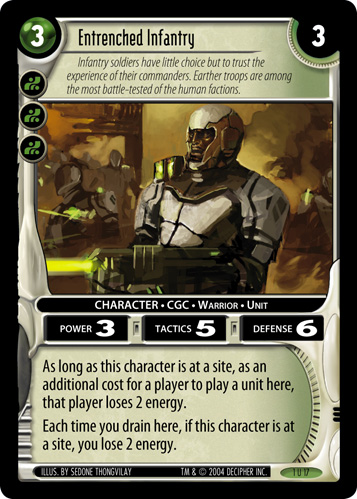 3 Entrenched Infantry 3
Infantry soldiers have little choice but to trust the
experience of their commanders. Earther troops are among
the most battle-tested of the human factions.
CHARACTER • CGC • WARRIOR • UNIT
POWER 3 TACTICS 5 DEFENSE 6
As long as this character is at a site, as an
additional cost for a player to play a unit here,
that player loses 2 energy.
Each time you drain here, if this character is
at a site, you lose 2 energy.
ILLUS. BY SEDONE THONGVILAY TM & © 2004 DECIPHER INC.